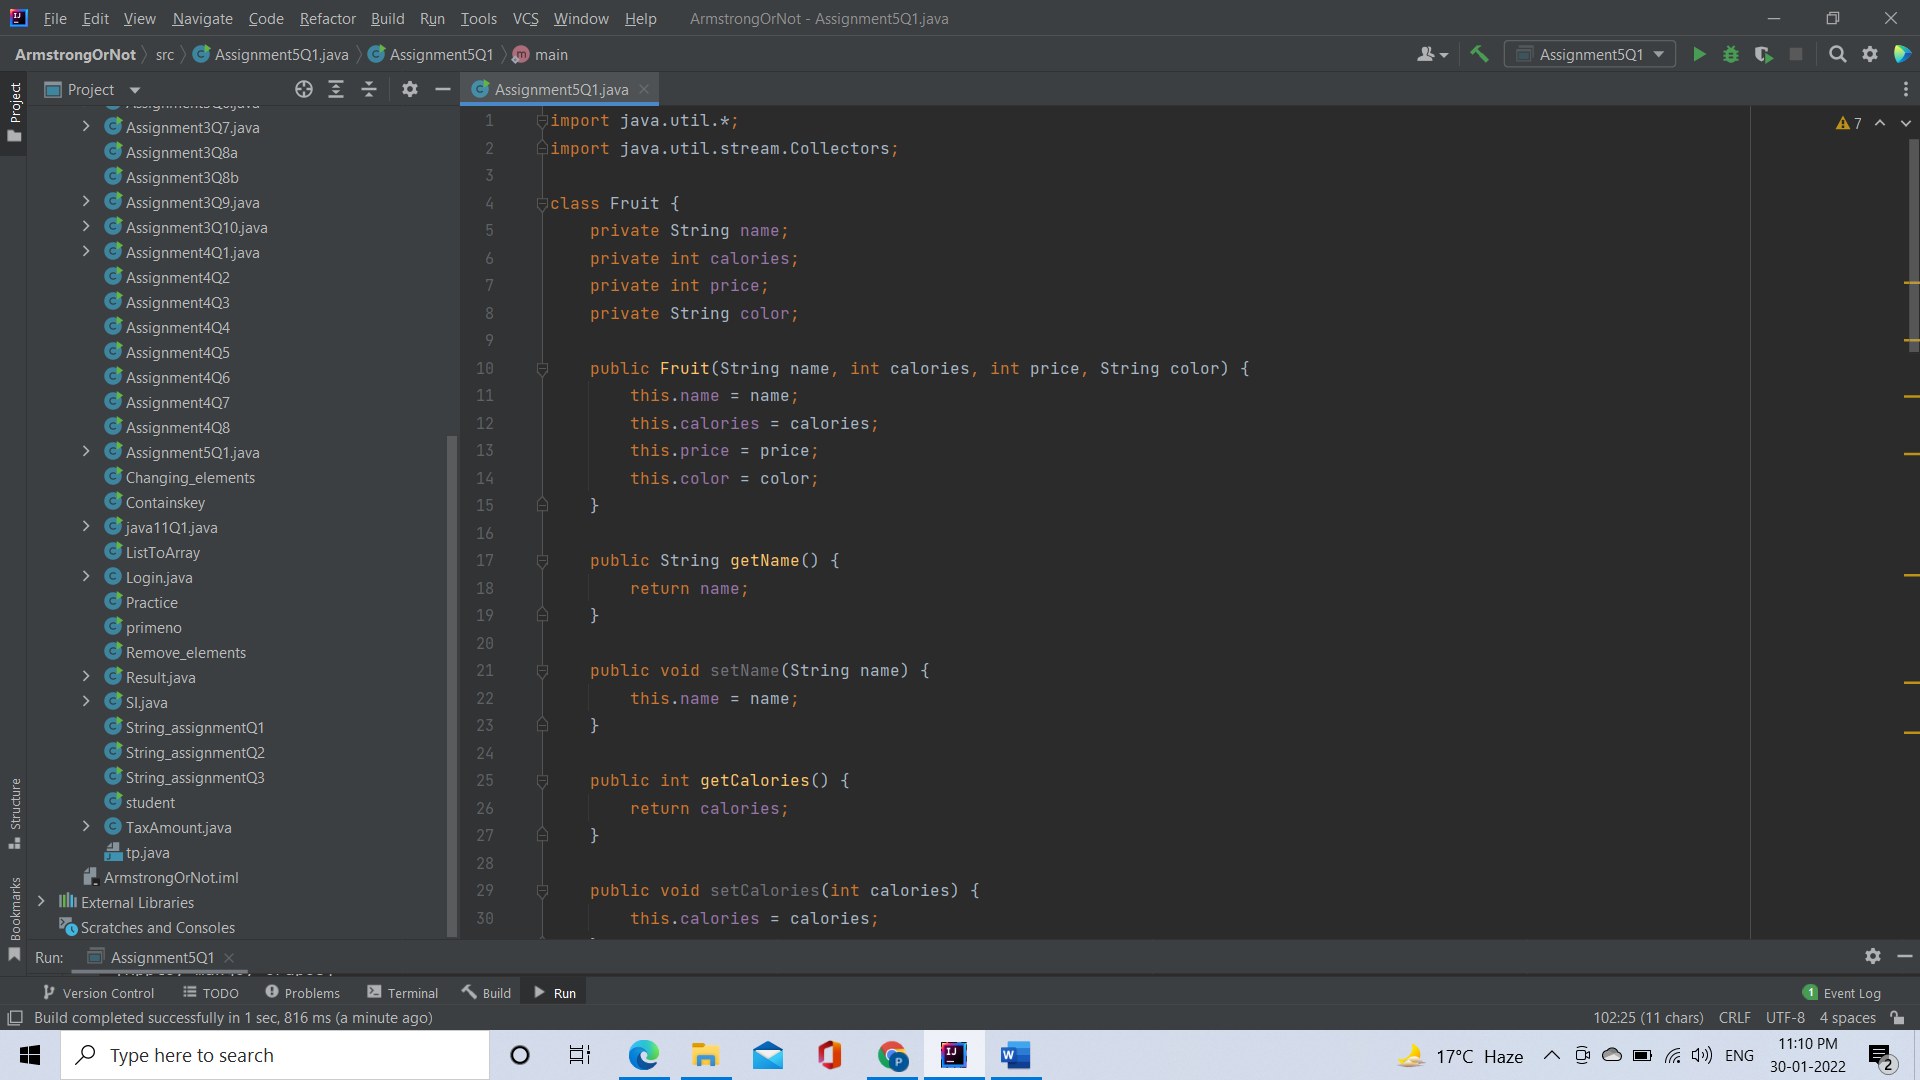 File Edit View Navigate Code Refactor Build Run Tools VCS Window Help ArmstrongOrNot - Assignment5Q1.java
ArmstrongOrNot src Assignment5Q1.java Assignment5Q1 main Assignment5Q1
Project
Project
Assignment5Q1.java
Assignment3Q7.java
Assignment3Q8a
Assignment3Q8b
Assignment3Q9.java
Assignment3Q10.java
Assignment4Q1.java
Assignment4Q2
Assignment4Q3
Assignment4Q4
Assignment4Q5
Assignment4Q6
Assignment4Q7
Assignment4Q8
Assignment5Q1.java
Changing_elements
Containskey
java11Q1.java
ListToArray
Login.java
Practice
primeno
Remove_elements
Result.java
SI.java
String_assignmentQ1
String_assignmentQ2
String_assignmentQ3
student
TaxAmount.java
tp.java
ArmstrongOrNot.iml
External Libraries
Scratches and Consoles
Structure
Bookmarks
7
1 import java.util.*;
2 import java.util.stream.Collectors;
3
4 class Fruit {
5 private String name;
6 private int calories;
7 private int price;
8 private String color;
9
10 public Fruit(String name, int calories, int price, String color) {
11 this.name = name;
12 this.calories = calories;
13 this.price = price;
14 this.color = color;
15 }
16
17 public String getName() {
18 return name;
19 }
20
21 public void setName(String name) {
22 this.name = name;
23 }
24
25 public int getCalories() {
26 return calories;
27 }
28
29 public void setCalories(int calories) {
30 this.calories = calories;
Run: Assignment5Q1
Version Control TODO Problems Terminal Build Run 1 Event Log
Build completed successfully in 1 sec, 816 ms (a minute ago) 102:25 (11 chars) CRLF UTF-8 4 spaces
Type here to search
17°C Haze ENG
11:10 PM
30-01-2022
2